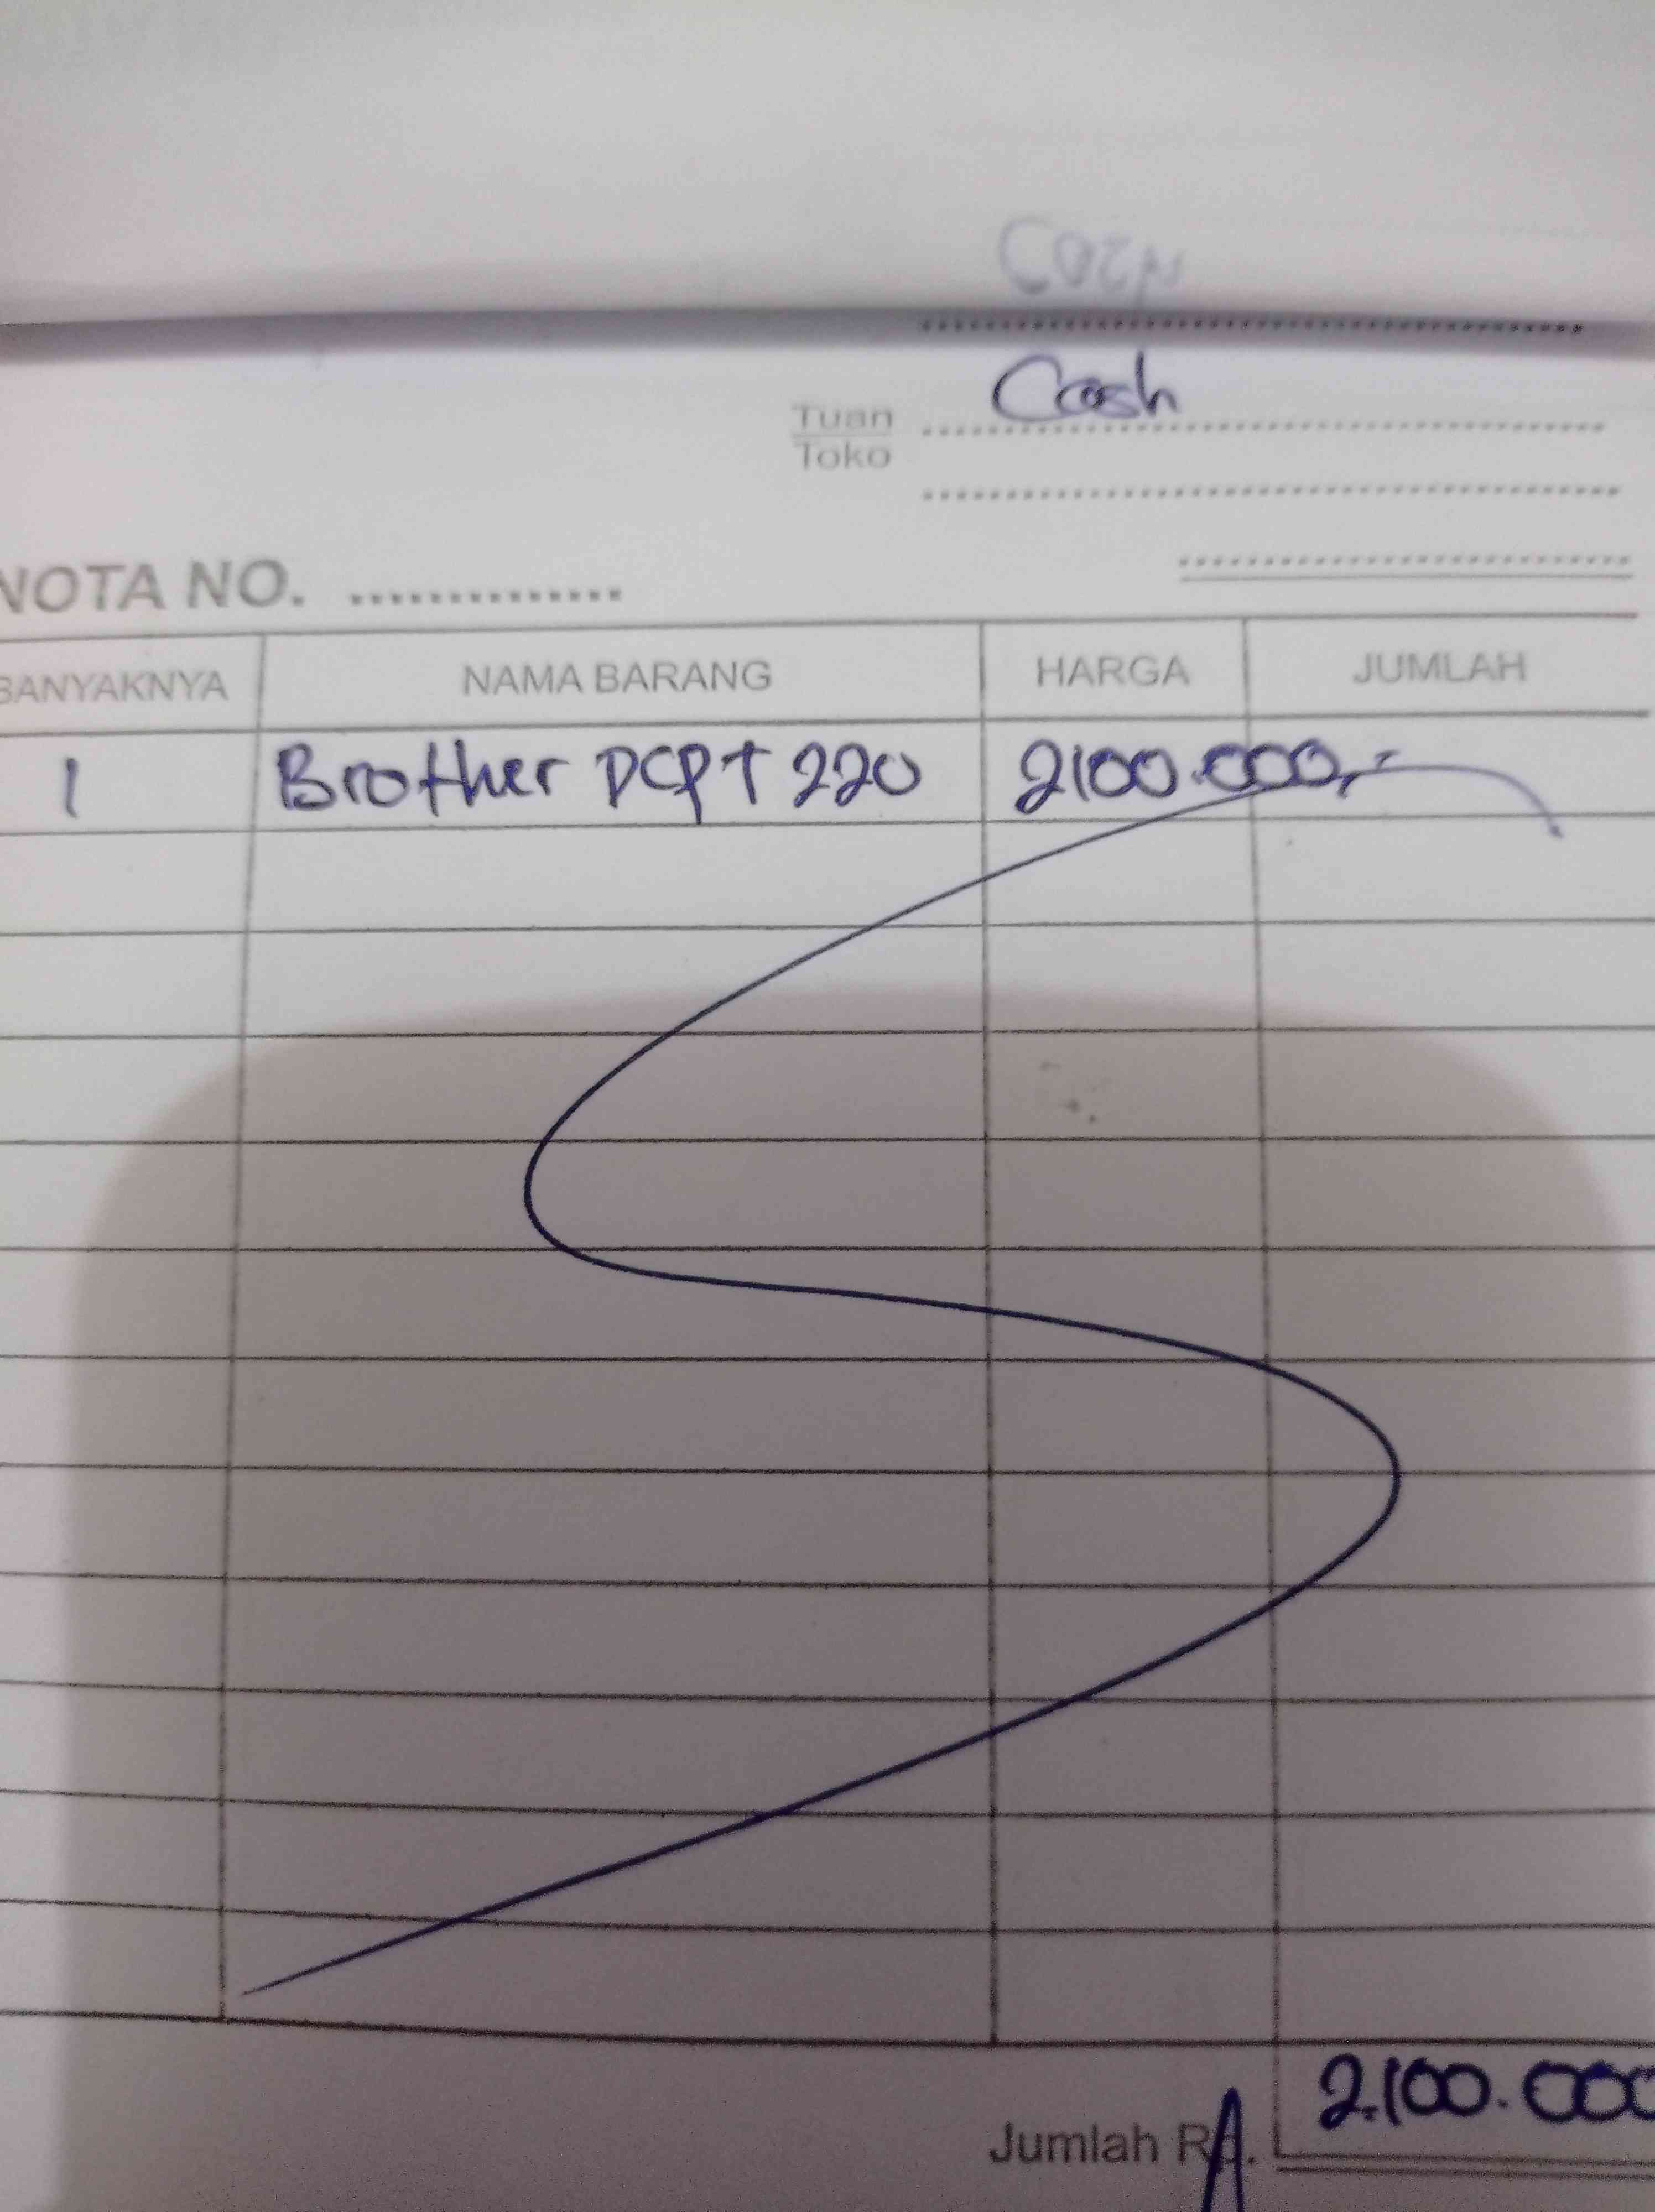 Cash
Tuan
Toko
NOTA NO. ..............
BANYAKNYA NAMA BARANG HARGA JUMLAH
1 Brother DCP T 220 2100.000,-
Jumlah Rp. 2.100.000